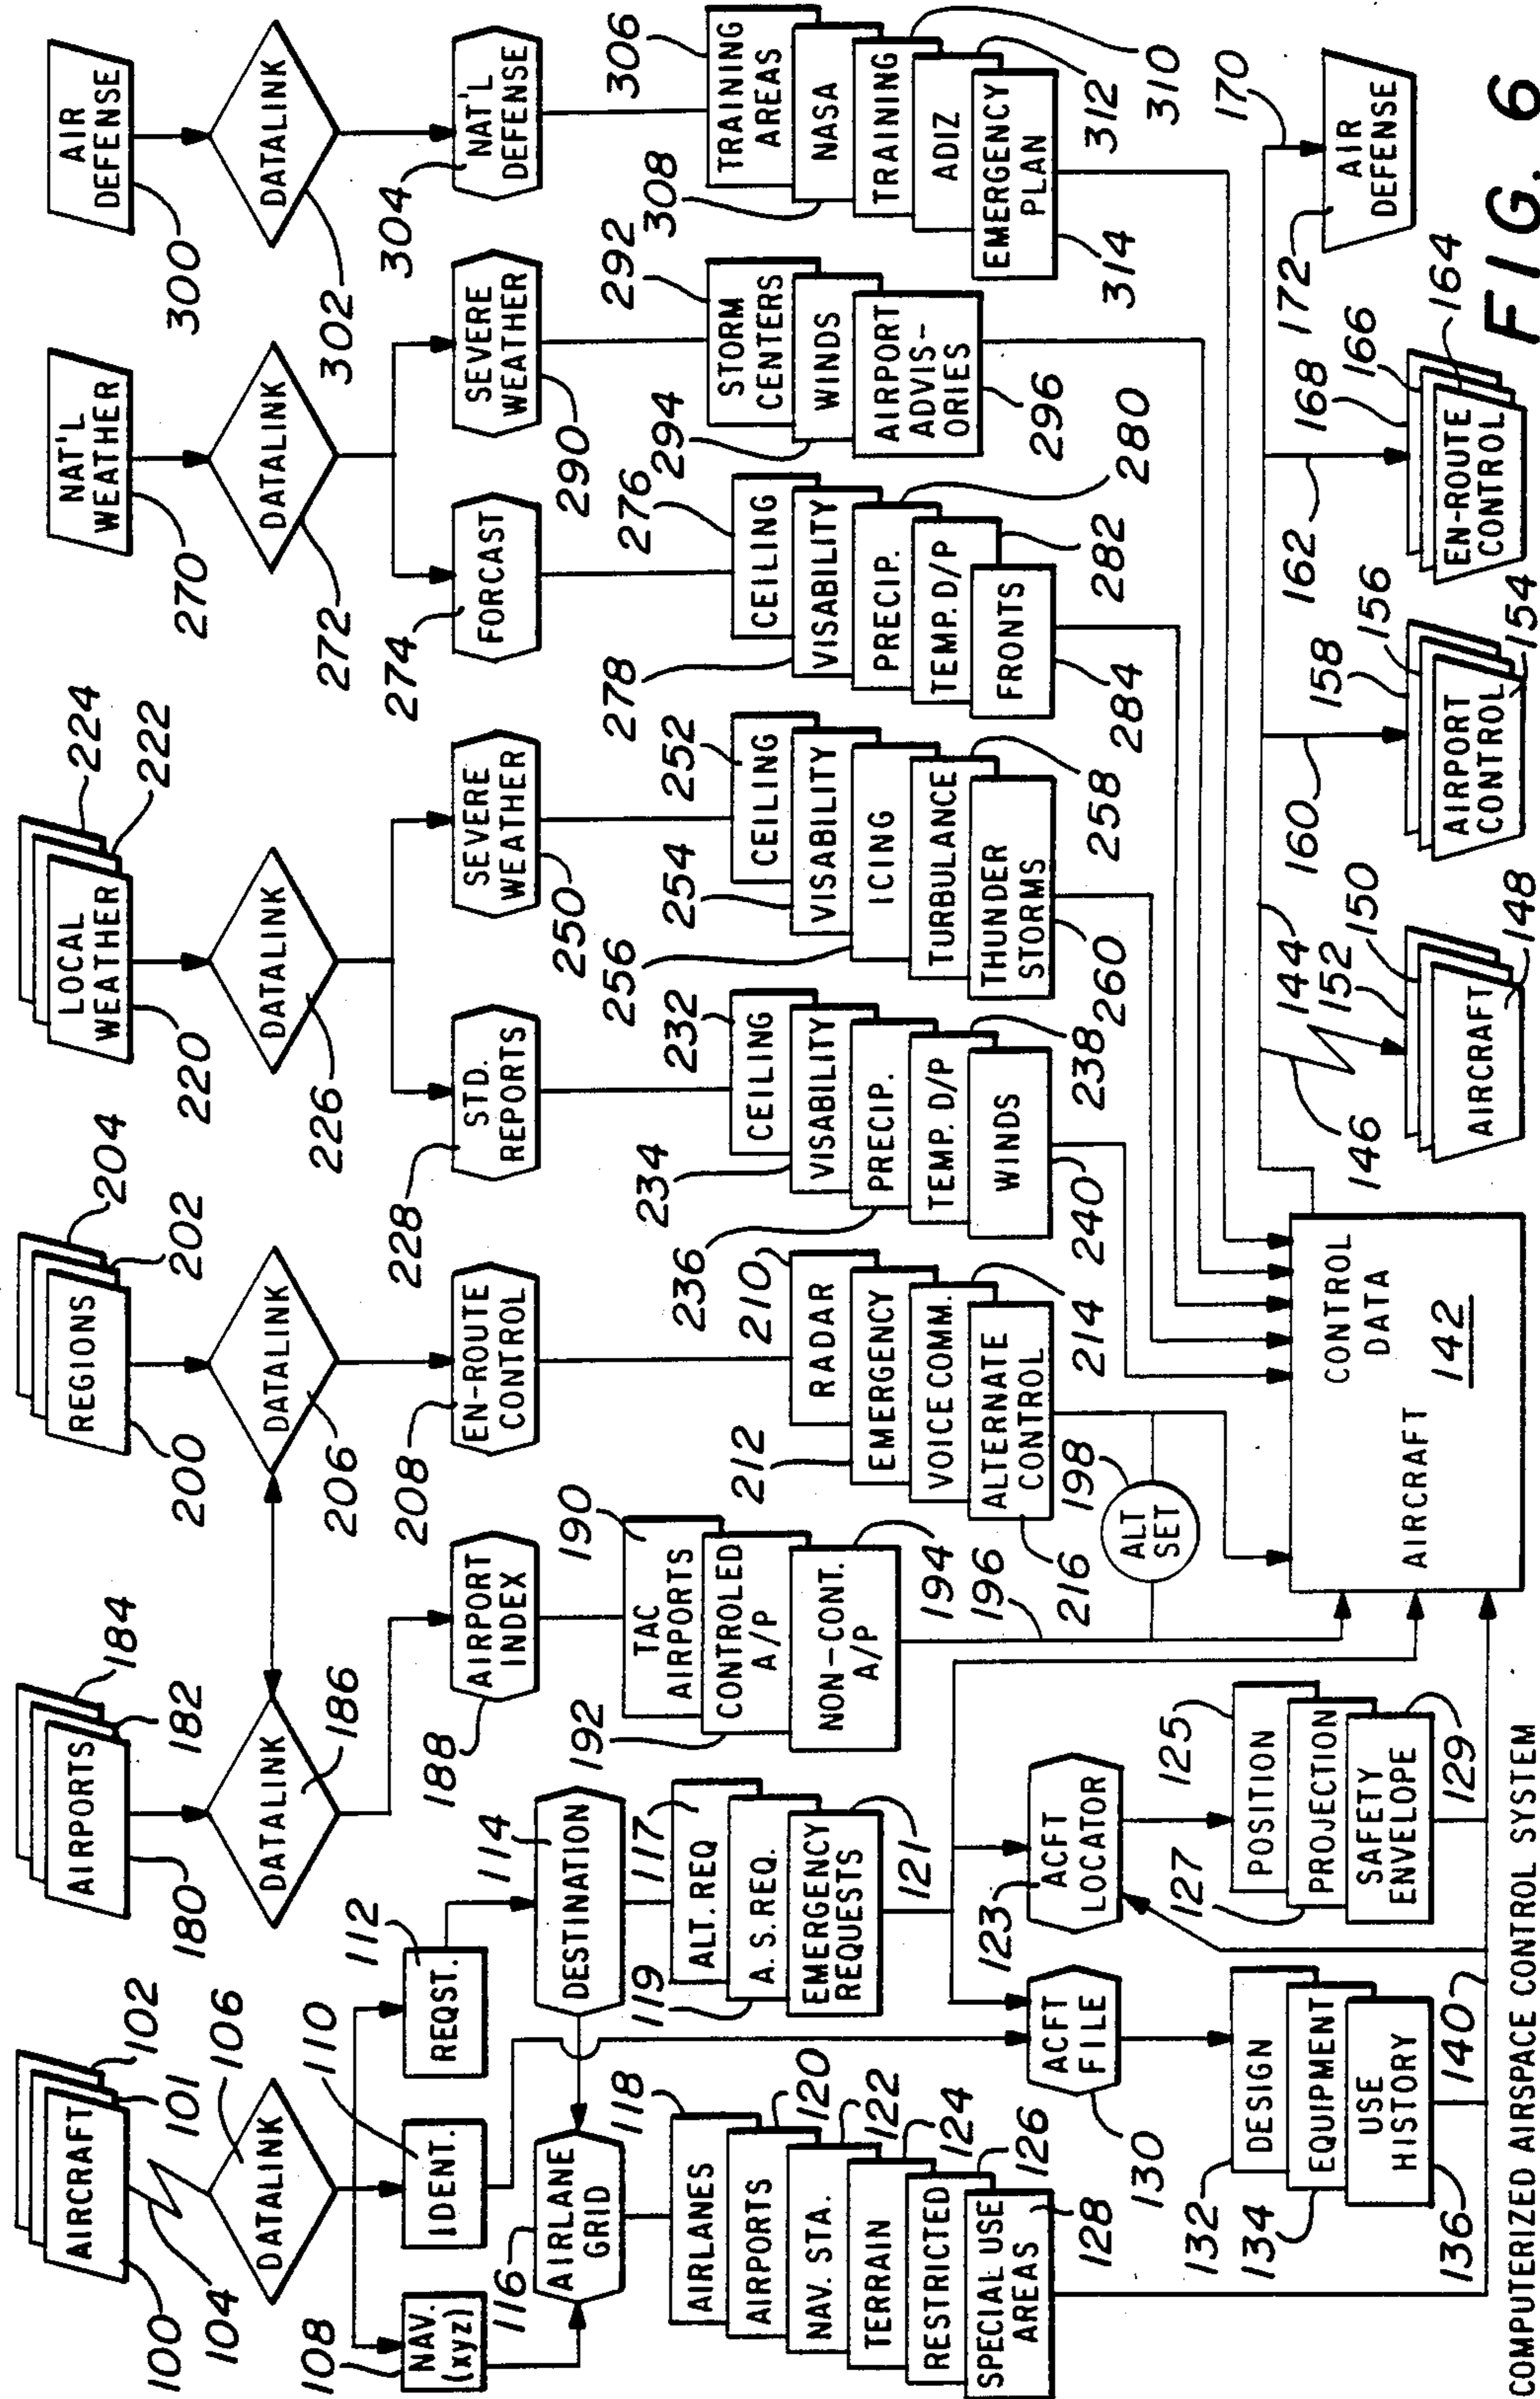 AIRCRAFT
100
101
102
104
DATALINK
106
NAV.
(xyz)
108
IDENT.
110
REQST.
112
DESTINATION
114
AIRLANE
GRID
116
AIRLANES
118
AIRPORTS
120
NAV. STA.
122
TERRAIN
124
RESTRICTED
126
SPECIAL USE
AREAS
128
ALT. REQ
117
A. S. REQ.
119
EMERGENCY
REQUESTS
121
ACFT
FILE
130
DESIGN
132
EQUIPMENT
134
USE
HISTORY
136
140
ACFT
LOCATOR
123
POSITION
125
PROJECTION
127
SAFETY
ENVELOPE
129
AIRPORTS
180
182
184
DATALINK
186
AIRPORT
INDEX
188
TAC
AIRPORTS
190
CONTROLED
A/P
192
NON-CONT.
A/P
194
196
ALT
SET
198
REGIONS
200
202
204
DATALINK
206
EN-ROUTE
CONTROL
208
RADAR
210
EMERGENCY
212
VOICE COMM.
214
ALTERNATE
CONTROL
216
LOCAL
WEATHER
220
222
224
DATALINK
226
STD.
REPORTS
228
CEILING
232
VISABILITY
234
PRECIP.
236
TEMP. D/P
238
WINDS
240
SEVERE
WEATHER
250
CEILING
252
VISABILITY
254
ICING
256
TURBULANCE
258
THUNDER
STORMS
260
NAT'L
WEATHER
270
DATALINK
272
FORCAST
274
CEILING
276
VISABILITY
278
PRECIP.
280
TEMP. D/P
282
FRONTS
284
SEVERE
WEATHER
290
STORM
CENTERS
292
WINDS
294
AIRPORT
ADVIS-
ORIES
296
AIR
DEFENSE
300
DATALINK
302
NAT'L
DEFENSE
304
TRAINING
AREAS
306
NASA
308
TRAINING
310
ADIZ
312
EMERGENCY
PLAN
314
AIRCRAFT
CONTROL
DATA
142
144
146
AIRCRAFT
148
150
152
160
AIRPORT
CONTROL
154
156
158
162
EN-ROUTE
CONTROL
164
166
168
170
AIR
DEFENSE
172
COMPUTERIZED AIRSPACE CONTROL SYSTEM
FIG. 6